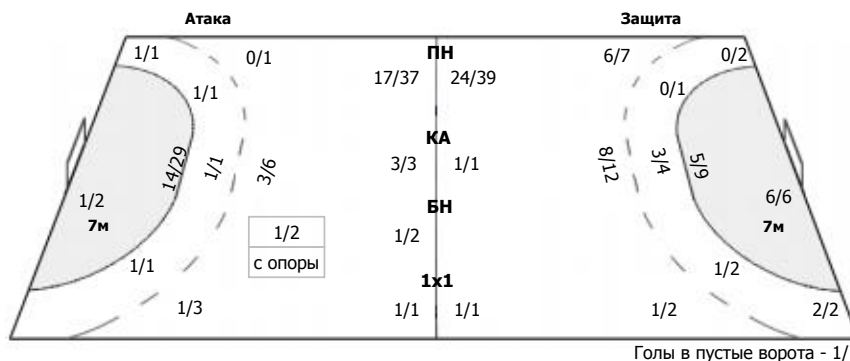 Атака Защита
1/1 0/1 ПН 6/7 0/2
17/37 24/39
1/1 0/1
КА
14/29 1/1 3/6 3/3 1/1 8/12 3/4 5/9
1/2 БН 6/6
7м 1/2 7м
1/2
с опоры
1/1 1/2
1x1
1/3 1/1 1/1 1/2 2/2
Голы в пустые ворота - 1/